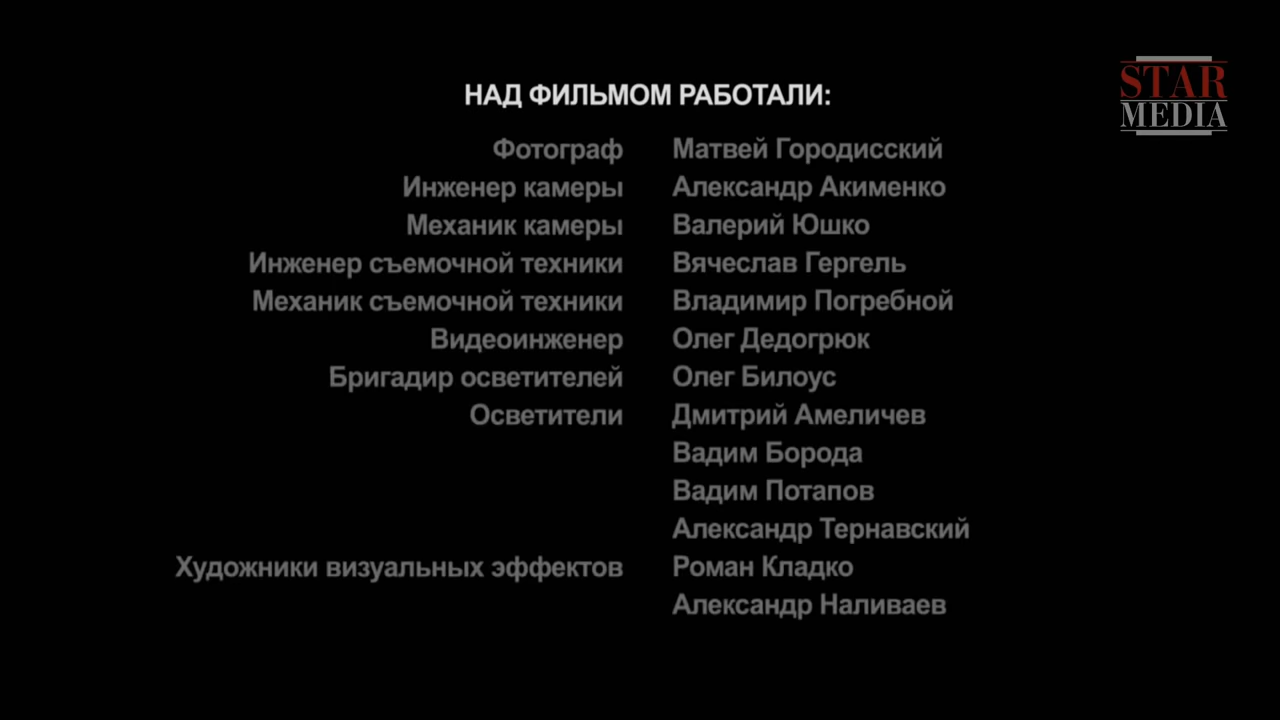 STAR
MEDIA
НАД ФИЛЬМОМ РАБОТАЛИ:
Фотограф Матвей Городисский
Инженер камеры Александр Акименко
Механик камеры Валерий Юшко
Инженер съемочной техники Вячеслав Гергель
Механик съемочной техники Владимир Погребной
Видеоинженер Олег Дедогрюк
Бригадир осветителей Олег Билоус
Осветители Дмитрий Амеличев
Вадим Борода
Вадим Потапов
Александр Тернавский
Художники визуальных эффектов Роман Кладко
Александр Наливаев